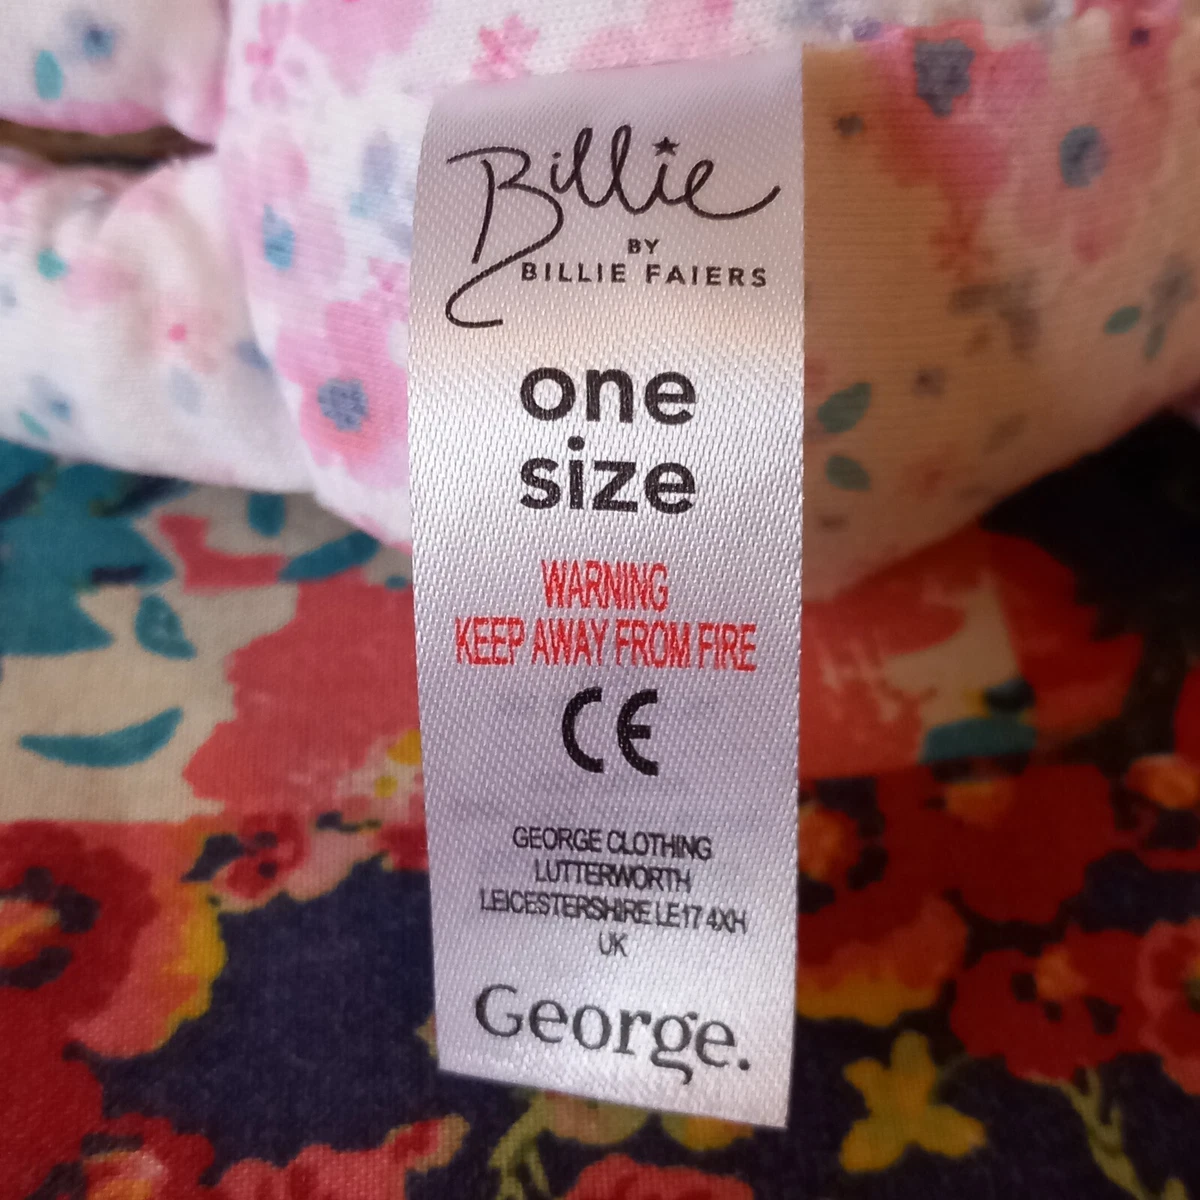 Billie
BY
BILLIE FAIERS
one
size
WARNING
KEEP AWAY FROM FIRE
CE
GEORGE CLOTHING
LUTTERWORTH
LEICESTERSHIRE LE17 4XH
UK
George.